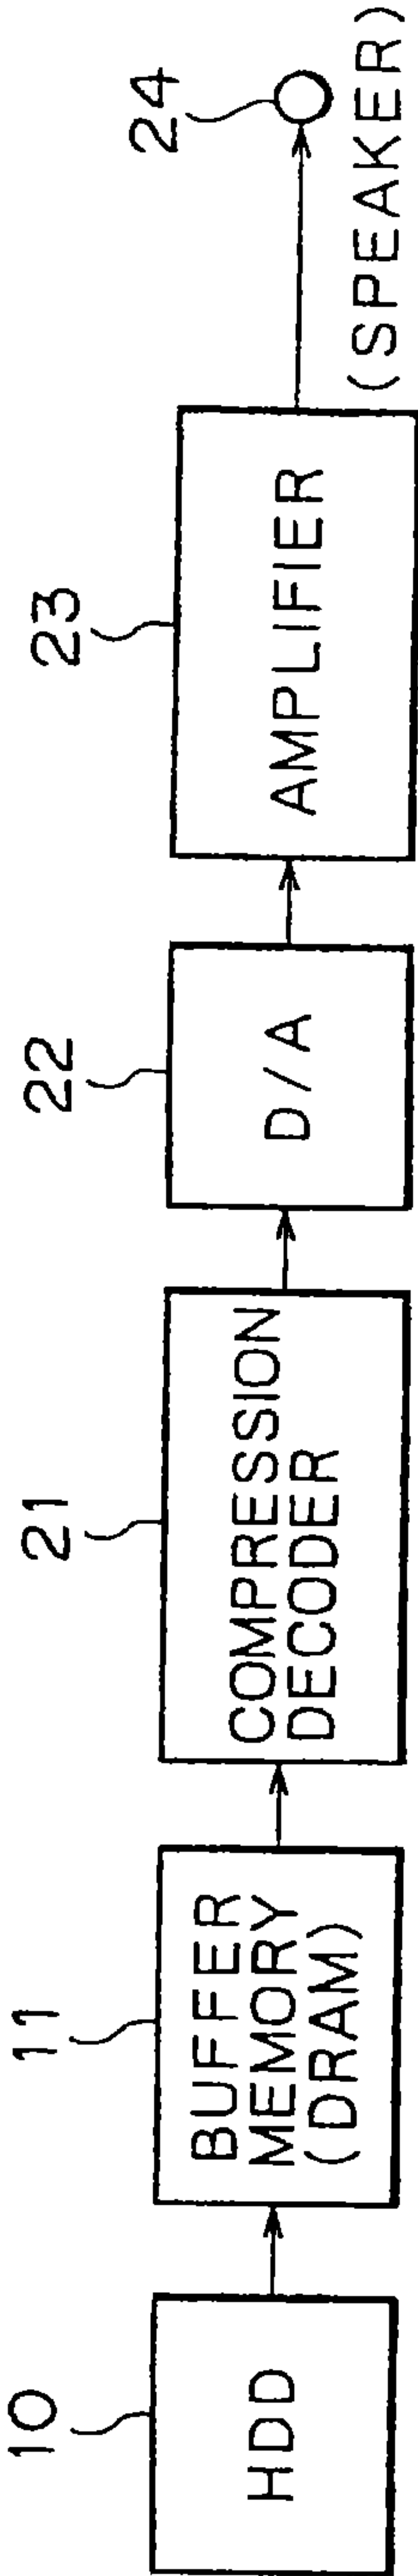 10
HDD
11
BUFFER
MEMORY
(DRAM)
21
COMPRESSION
DECODER
22
D/A
23
AMPLIFIER
24
(SPEAKER)